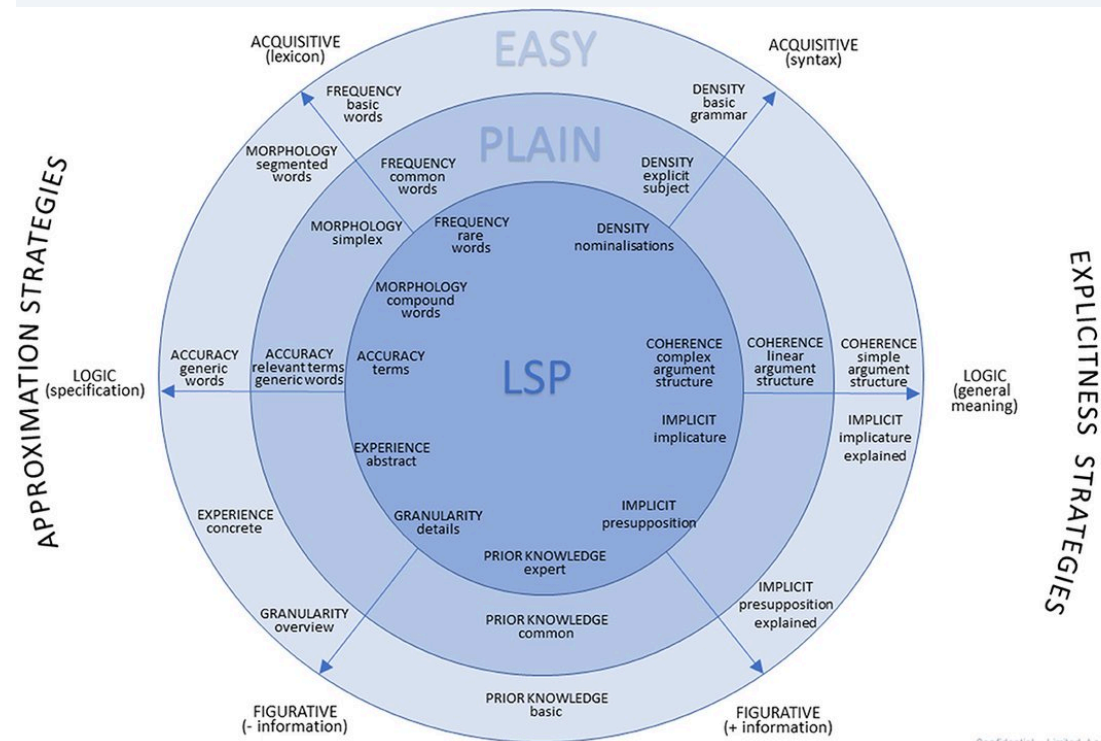 EASY
PLAIN
LSP
ACQUISITIVE
(lexicon)
ACQUISITIVE
(syntax)
FREQUENCY
basic
words
DENSITY
basic
grammar
MORPHOLOGY
segmented
words
FREQUENCY
common
words
DENSITY
explicit
subject
MORPHOLOGY
simplex
FREQUENCY
rare
words
DENSITY
nominalisations
MORPHOLOGY
compound
words
APPROXIMATION STRATEGIES
EXPLICITNESS STRATEGIES
LOGIC
(specification)
ACCURACY
generic
words
ACCURACY
relevant terms
generic words
ACCURACY
terms
COHERENCE
complex
argument
structure
COHERENCE
linear
argument
structure
COHERENCE
simple
argument
structure
LOGIC
(general
meaning)
IMPLICIT
implicature
IMPLICIT
implicature
explained
EXPERIENCE
abstract
EXPERIENCE
concrete
GRANULARITY
details
IMPLICIT
presupposition
PRIOR KNOWLEDGE
expert
GRANULARITY
overview
PRIOR KNOWLEDGE
common
IMPLICIT
presupposition
explained
PRIOR KNOWLEDGE
basic
FIGURATIVE
(- information)
FIGURATIVE
(+ information)